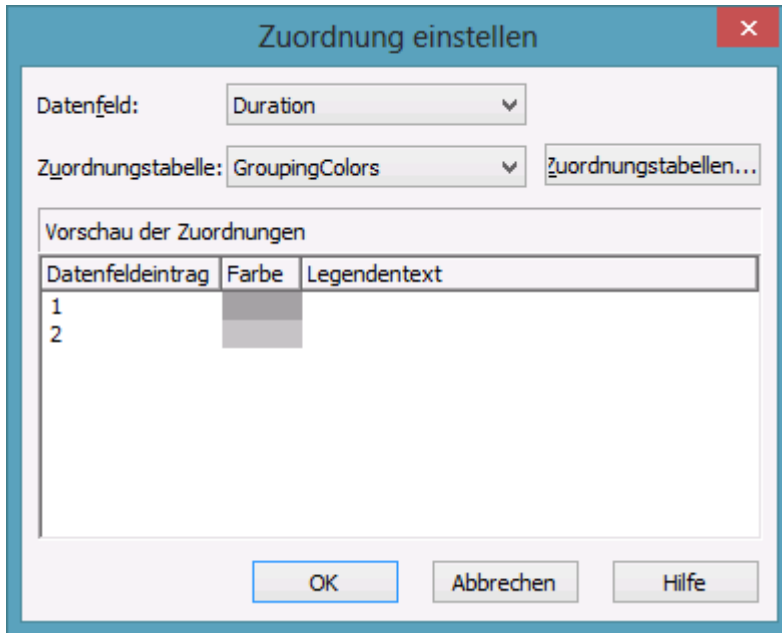 Zuordnung einstellen
Datenfeld: Duration
Zuordnungstabelle: GroupingColors Zuordnungstabellen...
Vorschau der Zuordnungen
Datenfeldeintrag Farbe Legendentext
1
2
OK Abbrechen Hilfe